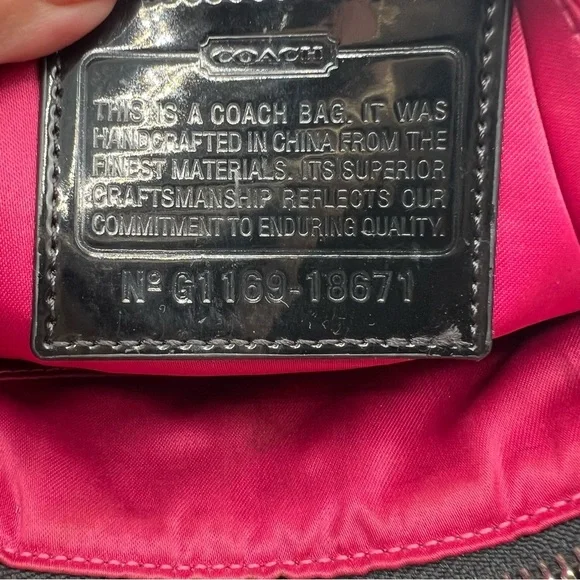 COACH
THIS IS A COACH BAG. IT WAS
HANDCRAFTED IN CHINA FROM THE
FINEST MATERIALS. ITS SUPERIOR
CRAFTSMANSHIP REFLECTS OUR
COMMITMENT TO ENDURING QUALITY.
Nº G1169-18671